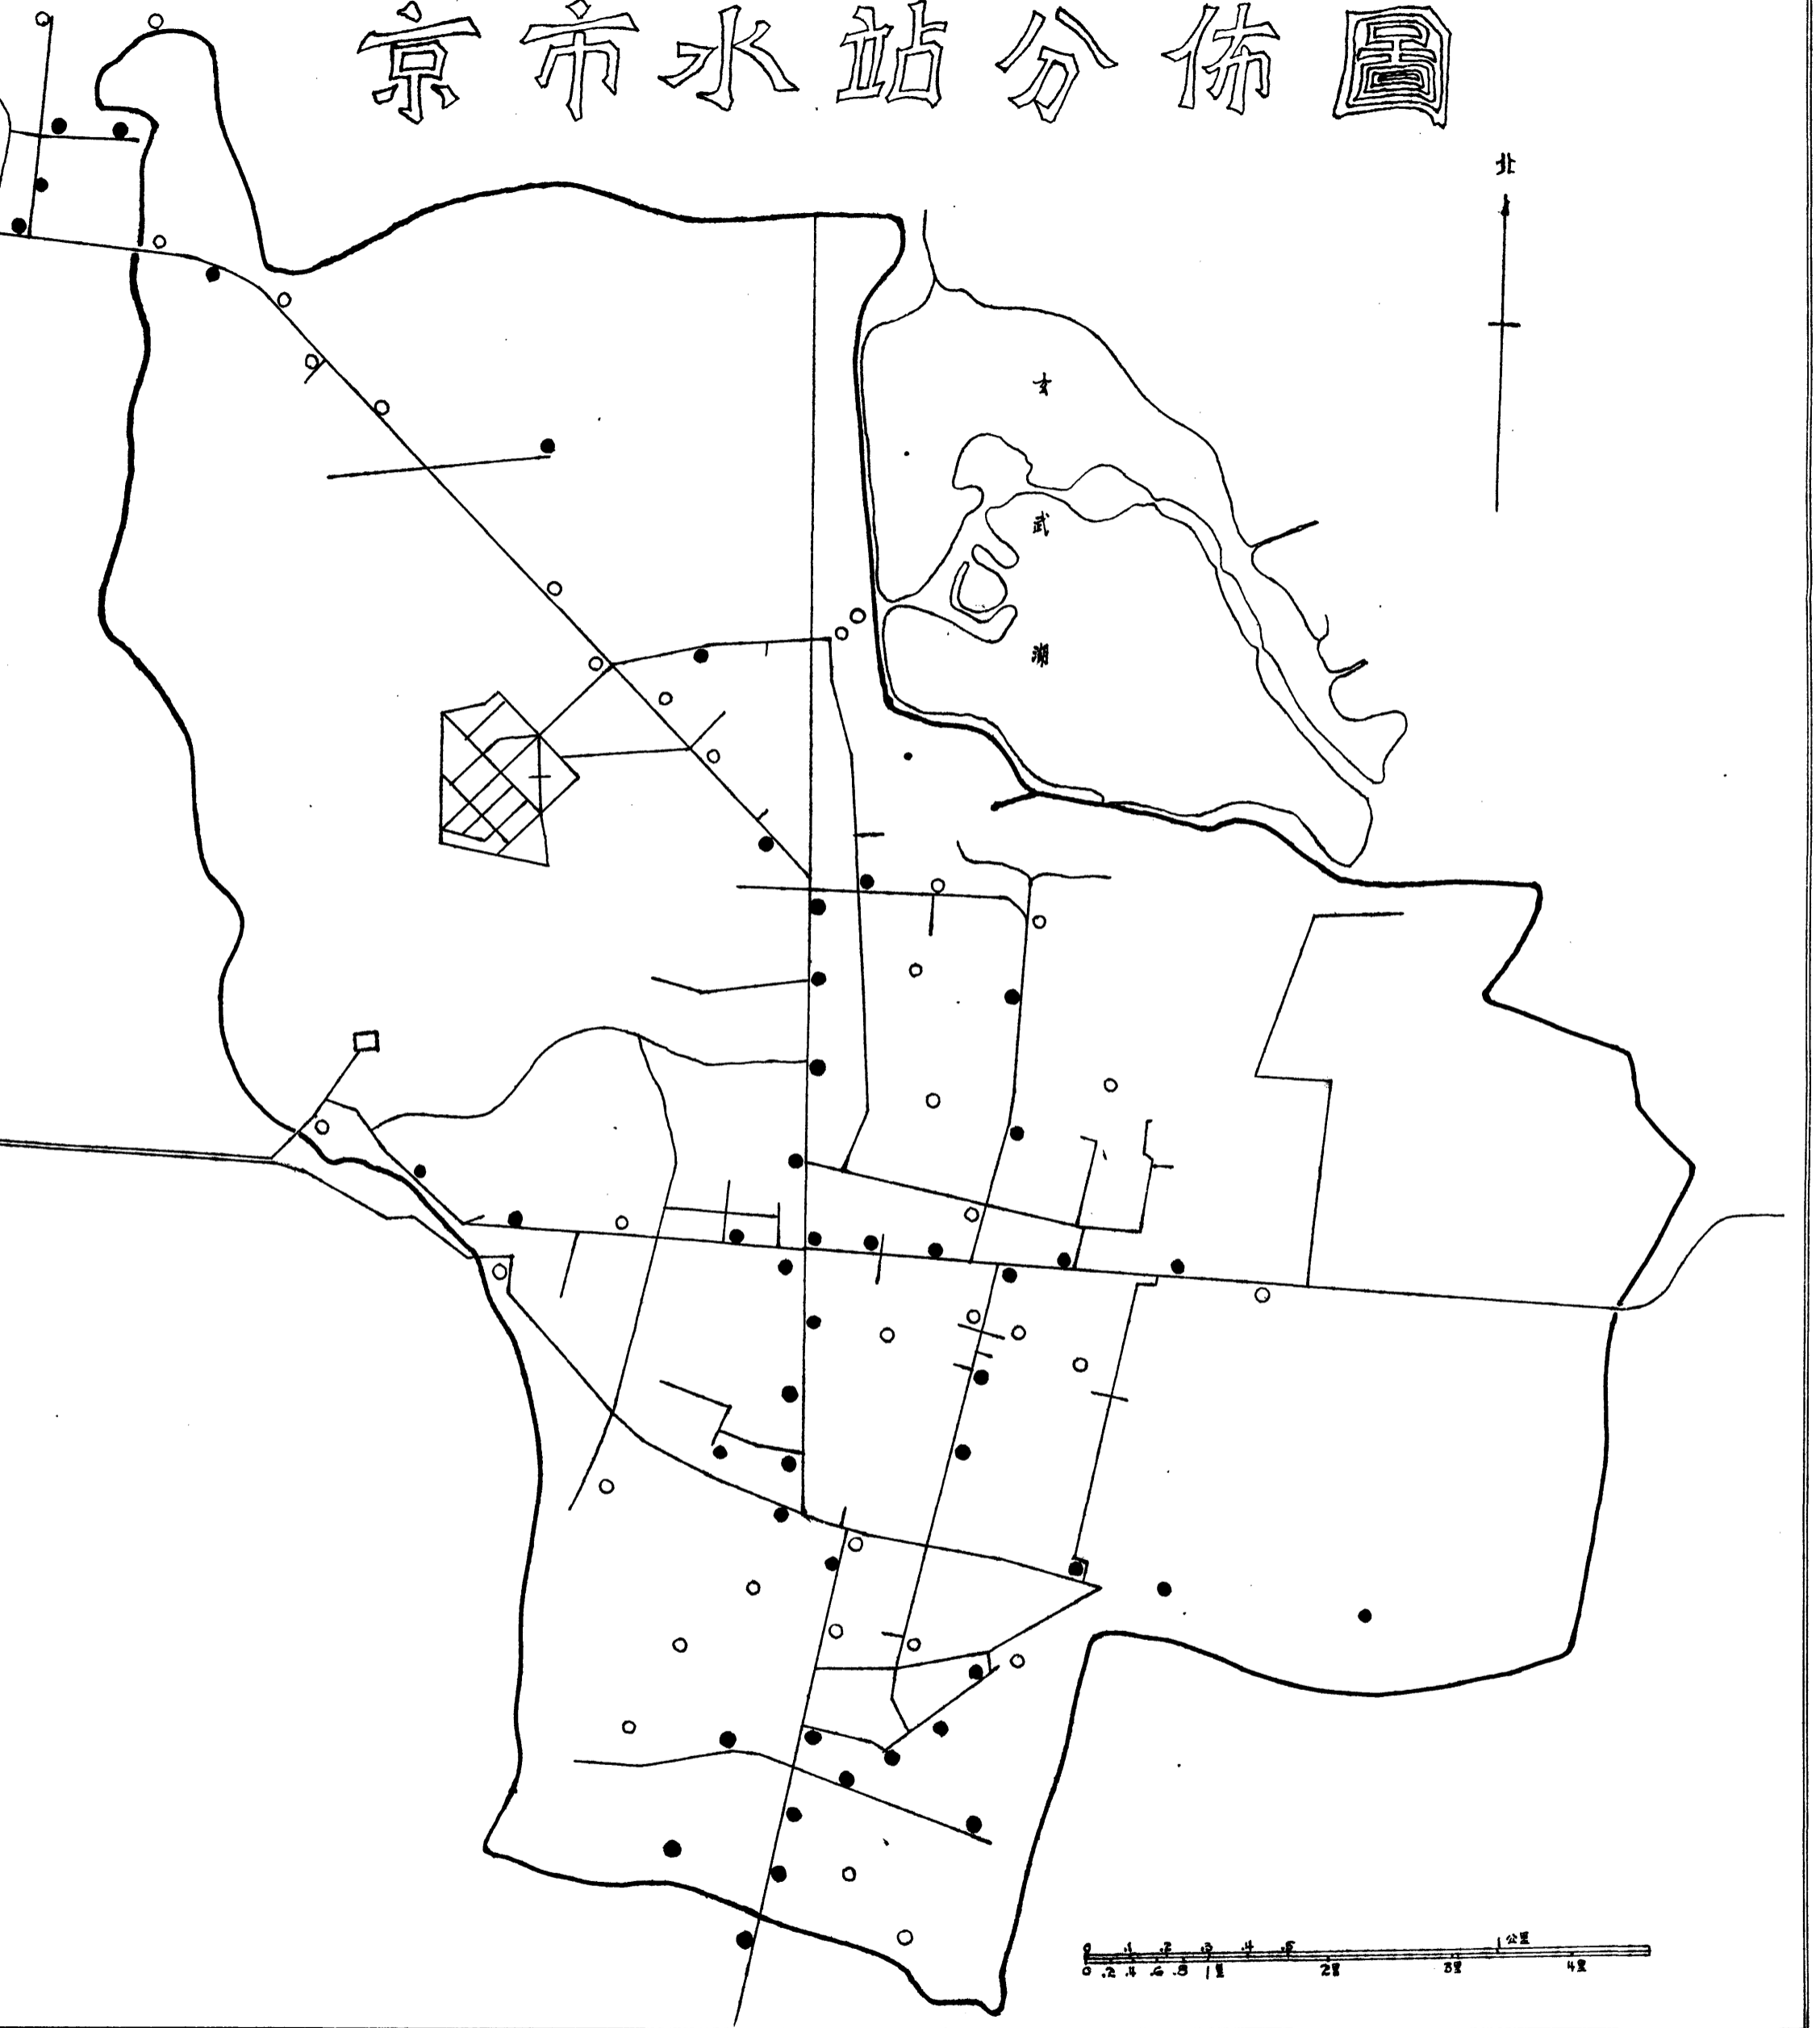 京市水站分佈圖
北
玄
武
湖
0 .1 .2 .3 .4 .5 1公里
0 .2 .4 .6 .8 1里 2里 3里 4里